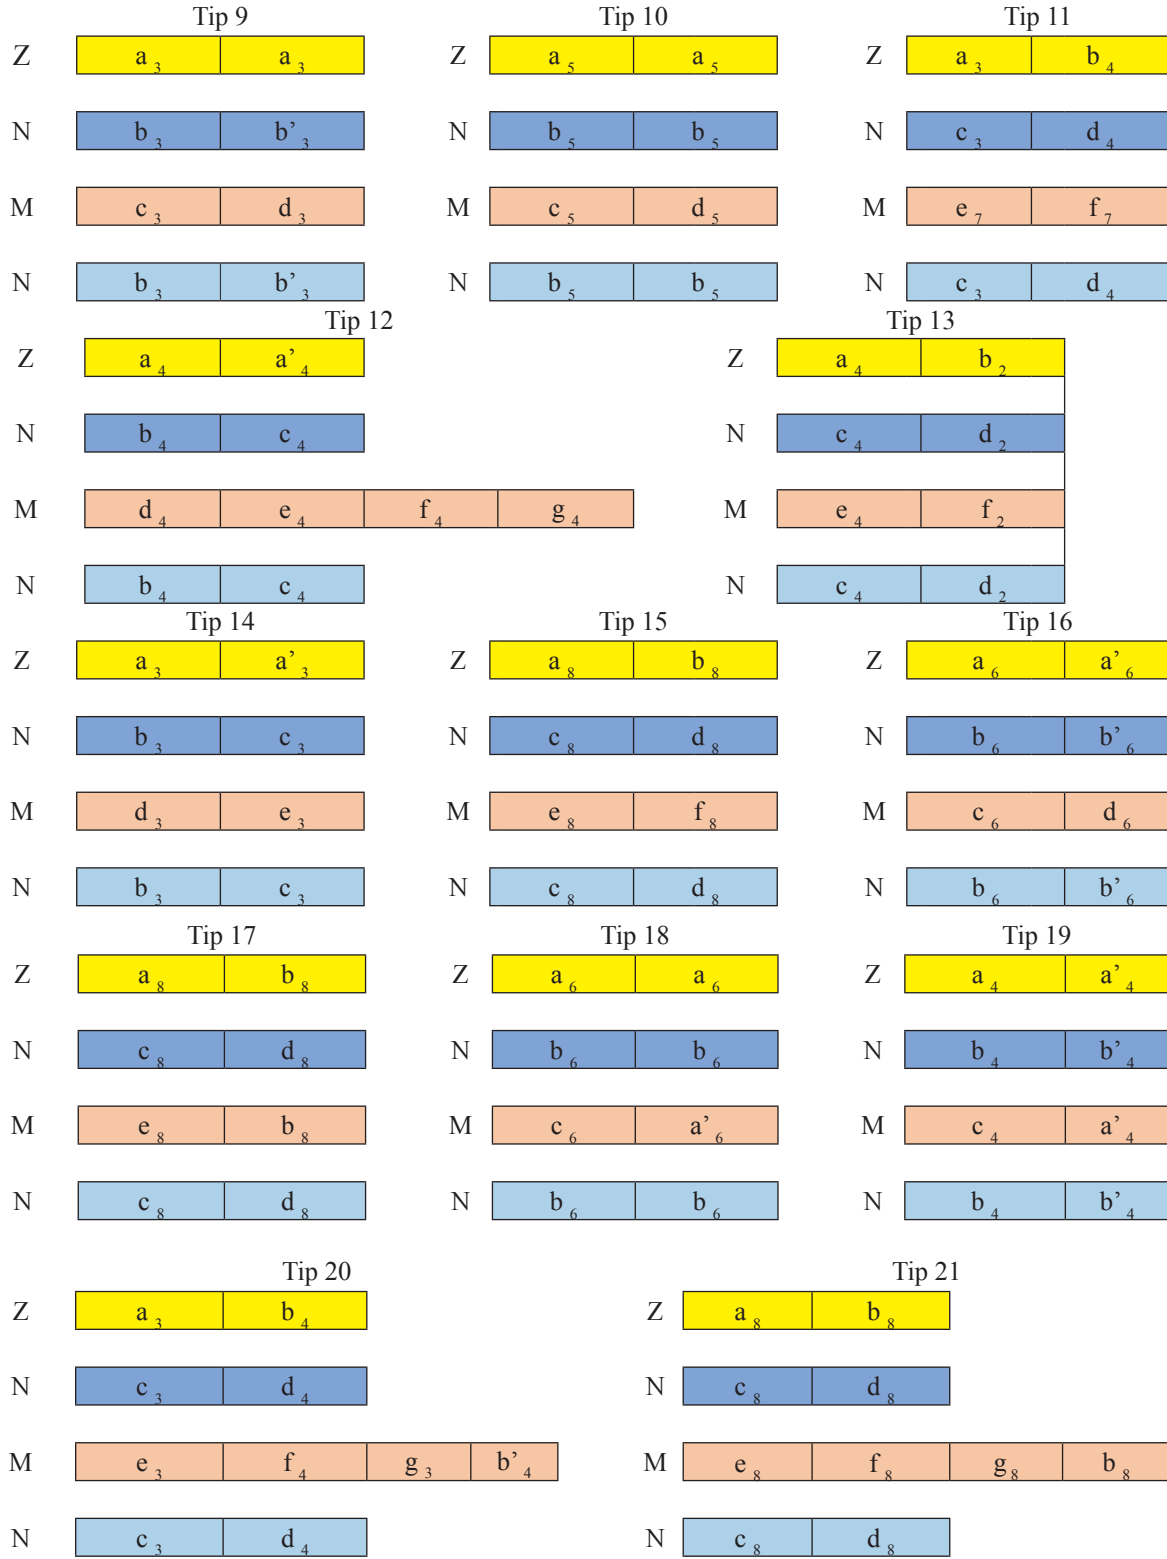 Tip 9 Tip 10 Tip 11
Z a₃ a₃ Z a₅ a₅ Z a₃ b₄
N b₃ b’₃ N b₅ b₅ N c₃ d₄
M c₃ d₃ M c₅ d₅ M e₇ f₇
N b₃ b’₃ N b₅ b₅ N c₃ d₄
Tip 12 Tip 13
Z a₄ a’₄ Z a₄ b₂
N b₄ c₄ N c₄ d₂
M d₄ e₄ f₄ g₄ M e₄ f₂
N b₄ c₄ N c₄ d₂
Tip 14 Tip 15 Tip 16
Z a₃ a’₃ Z a₈ b₈ Z a₆ a’₆
N b₃ c₃ N c₈ d₈ N b₆ b’₆
M d₃ e₃ M e₈ f₈ M c₆ d₆
N b₃ c₃ N c₈ d₈ N b₆ b’₆
Tip 17 Tip 18 Tip 19
Z a₈ b₈ Z a₆ a₆ Z a₄ a’₄
N c₈ d₈ N b₆ b₆ N b₄ b’₄
M e₈ b₈ M c₆ a’₆ M c₄ a’₄
N c₈ d₈ N b₆ b₆ N b₄ b’₄
Tip 20 Tip 21
Z a₃ b₄ Z a₈ b₈
N c₃ d₄ N c₈ d₈
M e₃ f₄ g₃ b’₄ M e₈ f₈ g₈ b₈
N c₃ d₄ N c₈ d₈